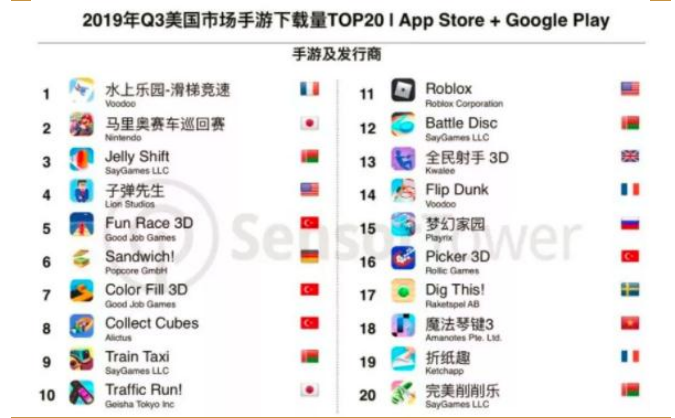 2019年Q3美国市场手游下载量TOP20 | App Store + Google Play
手游及发行商
1 水上乐园-滑梯竞速
Voodoo
2 马里奥赛车巡回赛
Nintendo
3 Jelly Shift
SayGames LLC
4 子弹先生
Lion Studios
5 Fun Race 3D
Good Job Games
6 Sandwich!
Popcore GmbH
7 Color Fill 3D
Good Job Games
8 Collect Cubes
Alictus
9 Train Taxi
SayGames LLC
10 Traffic Run!
Geisha Tokyo Inc
11 Roblox
Roblox Corporation
12 Battle Disc
SayGames LLC
13 全民射手 3D
Kwalee
14 Flip Dunk
Voodoo
15 梦幻家园
Playrix
16 Picker 3D
Rollic Games
17 Dig This!
Raketspel AB
18 魔法琴键3
Amanotes Pte. Ltd.
19 折纸趣
Ketchapp
20 完美削削乐
SayGames LLC
SensorTower